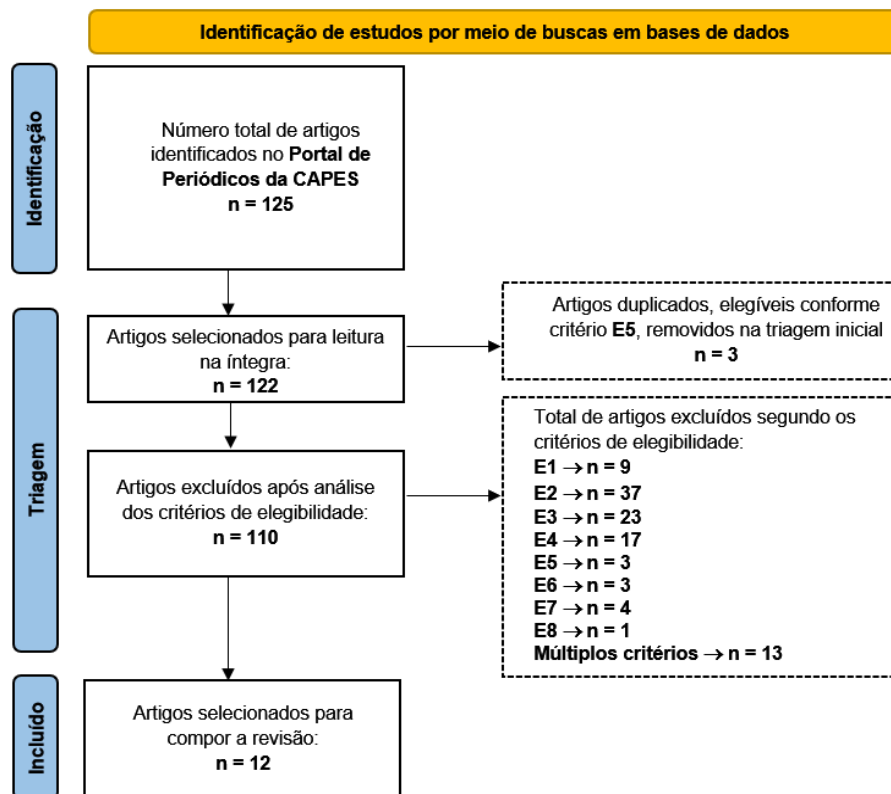 Identificação de estudos por meio de buscas em bases de dados
Identificação
Número total de artigos
identificados no Portal de
Periódicos da CAPES
n = 125
Triagem
Artigos selecionados para leitura
na íntegra:
n = 122
Artigos duplicados, elegíveis conforme
critério E5, removidos na triagem inicial
n = 3
Artigos excluídos após análise
dos critérios de elegibilidade:
n = 110
Total de artigos excluídos segundo os
critérios de elegibilidade:
E1 → n = 9
E2 → n = 37
E3 → n = 23
E4 → n = 17
E5 → n = 3
E6 → n = 3
E7 → n = 4
E8 → n = 1
Múltiplos critérios → n = 13
Incluído
Artigos selecionados para
compor a revisão:
n = 12